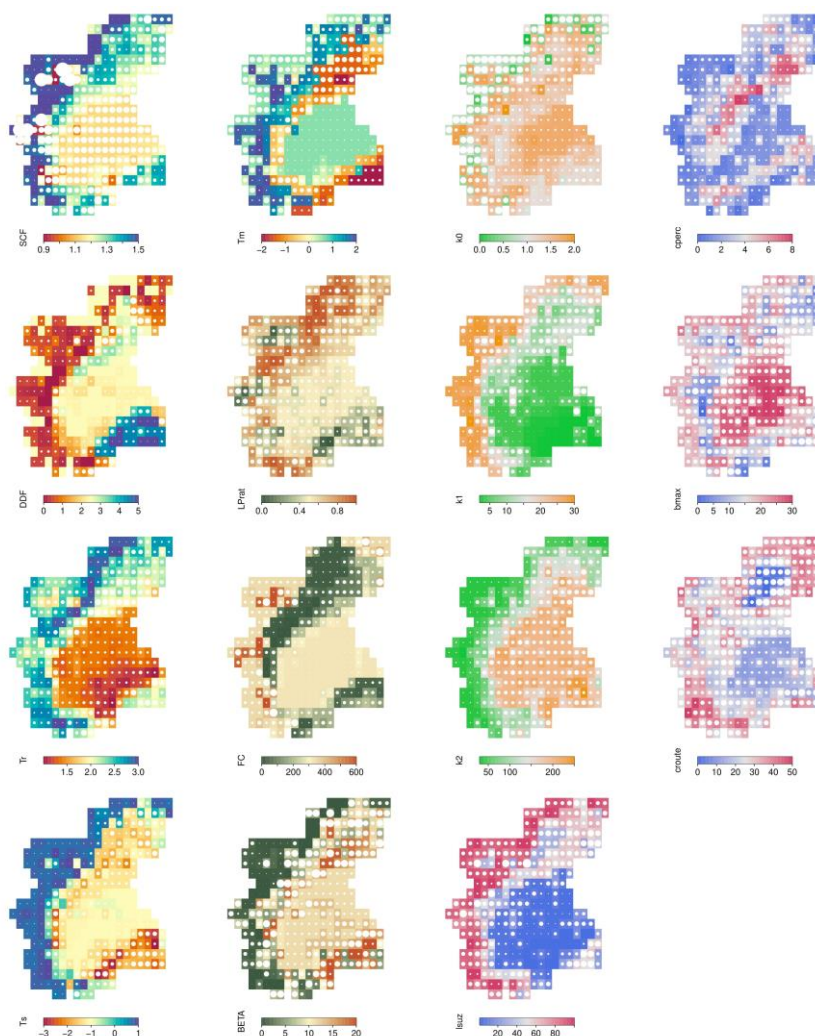 SCF
0.9 1.1 1.3 1.5
Tm
−2 −1 0 1 2
k0
0.0 0.5 1.0 1.5 2.0
cperc
0 2 4 6 8
DDF
0 1 2 3 4 5
LPrat
0.0 0.4 0.8
k1
5 10 20 30
bmax
0 5 10 20 30
Tr
1.5 2.0 2.5 3.0
FC
0 200 400 600
k2
50 100 200
croute
0 10 20 30 40 50
Ts
−3 −2 −1 0 1
BETA
0 5 10 15 20
lsuz
20 40 60 80